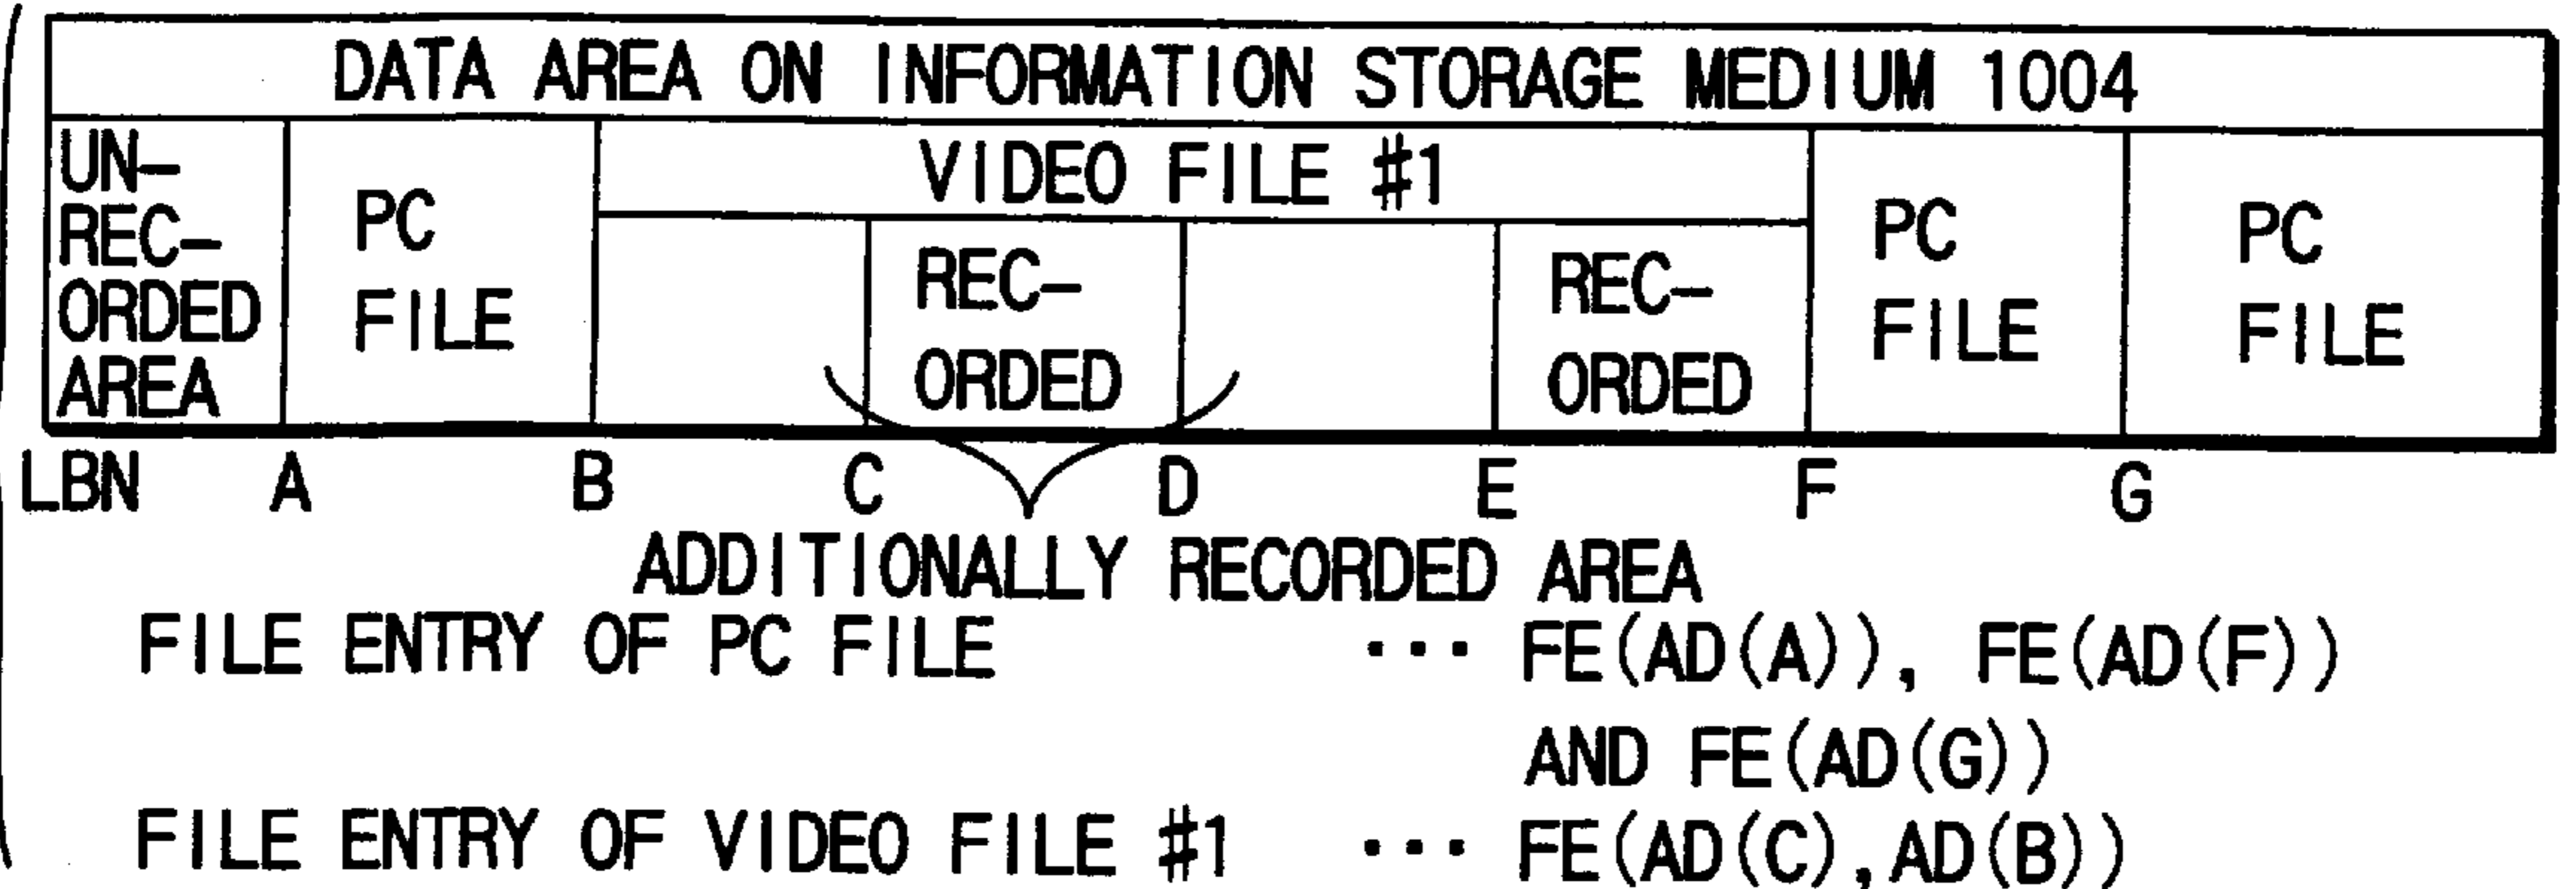 DATA AREA ON INFORMATION STORAGE MEDIUM 1004
UN-
REC-
ORDED
AREA
PC
FILE
VIDEO FILE #1
REC-
ORDED
REC-
ORDED
PC
FILE
PC
FILE
LBN A B C D E F G
ADDITIONALLY RECORDED AREA
FILE ENTRY OF PC FILE ··· FE(AD(A)), FE(AD(F))
AND FE(AD(G))
FILE ENTRY OF VIDEO FILE #1 ··· FE(AD(C),AD(B))